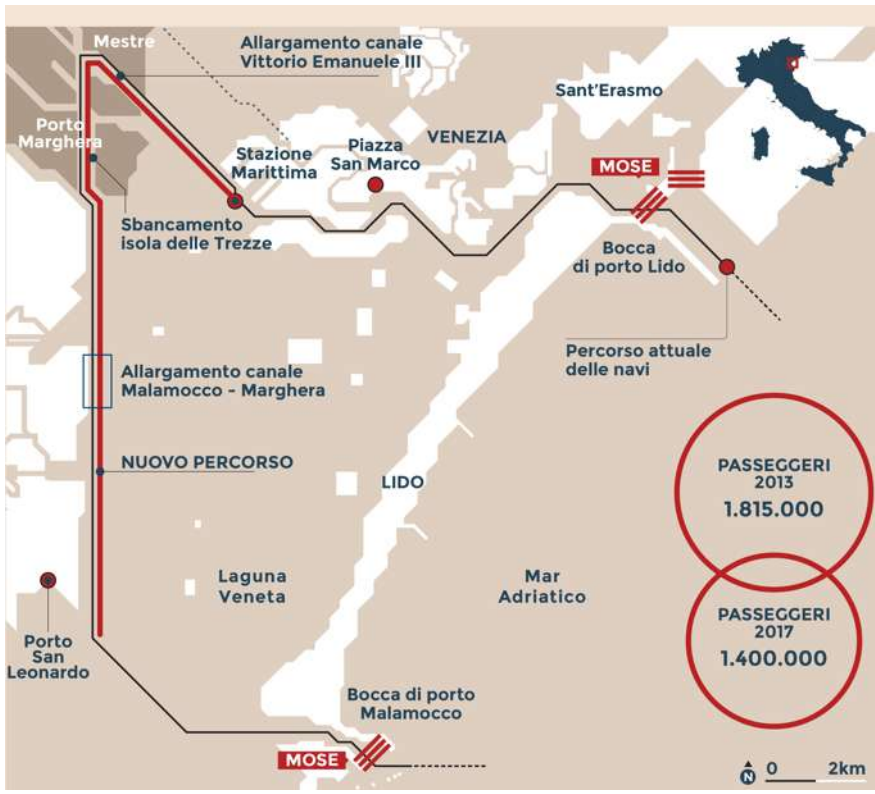 Mestre
Allargamento canale
Vittorio Emanuele III
Sant'Erasmo
Porto
Marghera
Stazione
Marittima
Piazza
San Marco
VENEZIA
MOSE
Sbancamento
isola delle Trezze
Bocca
di porto Lido
Percorso attuale
delle navi
Allargamento canale
Malamocco - Marghera
NUOVO PERCORSO
LIDO
PASSEGGERI
2013
1.815.000
Laguna
Veneta
Mar
Adriatico
PASSEGGERI
2017
1.400.000
Porto
San
Leonardo
Bocca di porto
Malamocco
MOSE
N
0 2km